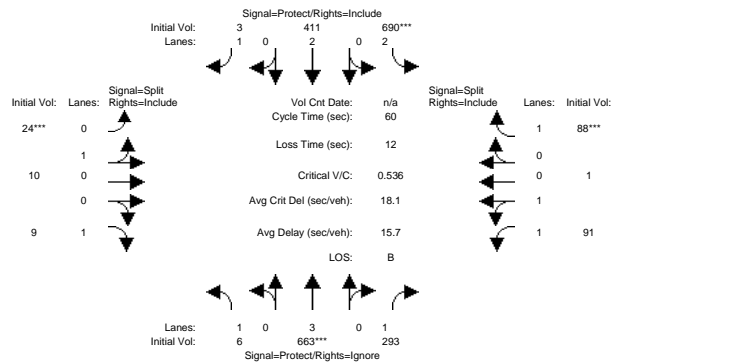 Signal=Protect/Rights=Include
Initial Vol: 3 411 690***
Lanes: 1 0 2 0 2
Signal=Split
Signal=Split
Initial Vol: Lanes: Rights=Include Vol Cnt Date: n/a Rights=Include Lanes: Initial Vol:
Cycle Time (sec): 60
24*** 0 1 88***
Loss Time (sec): 12
1 0
10 0 Critical V/C: 0.536 0 1
0 Avg Crit Del (sec/veh): 18.1 1
9 1 Avg Delay (sec/veh): 15.7 1 91
LOS: B
Lanes: 1 0 3 0 1
Initial Vol: 6 663*** 293
Signal=Protect/Rights=Ignore